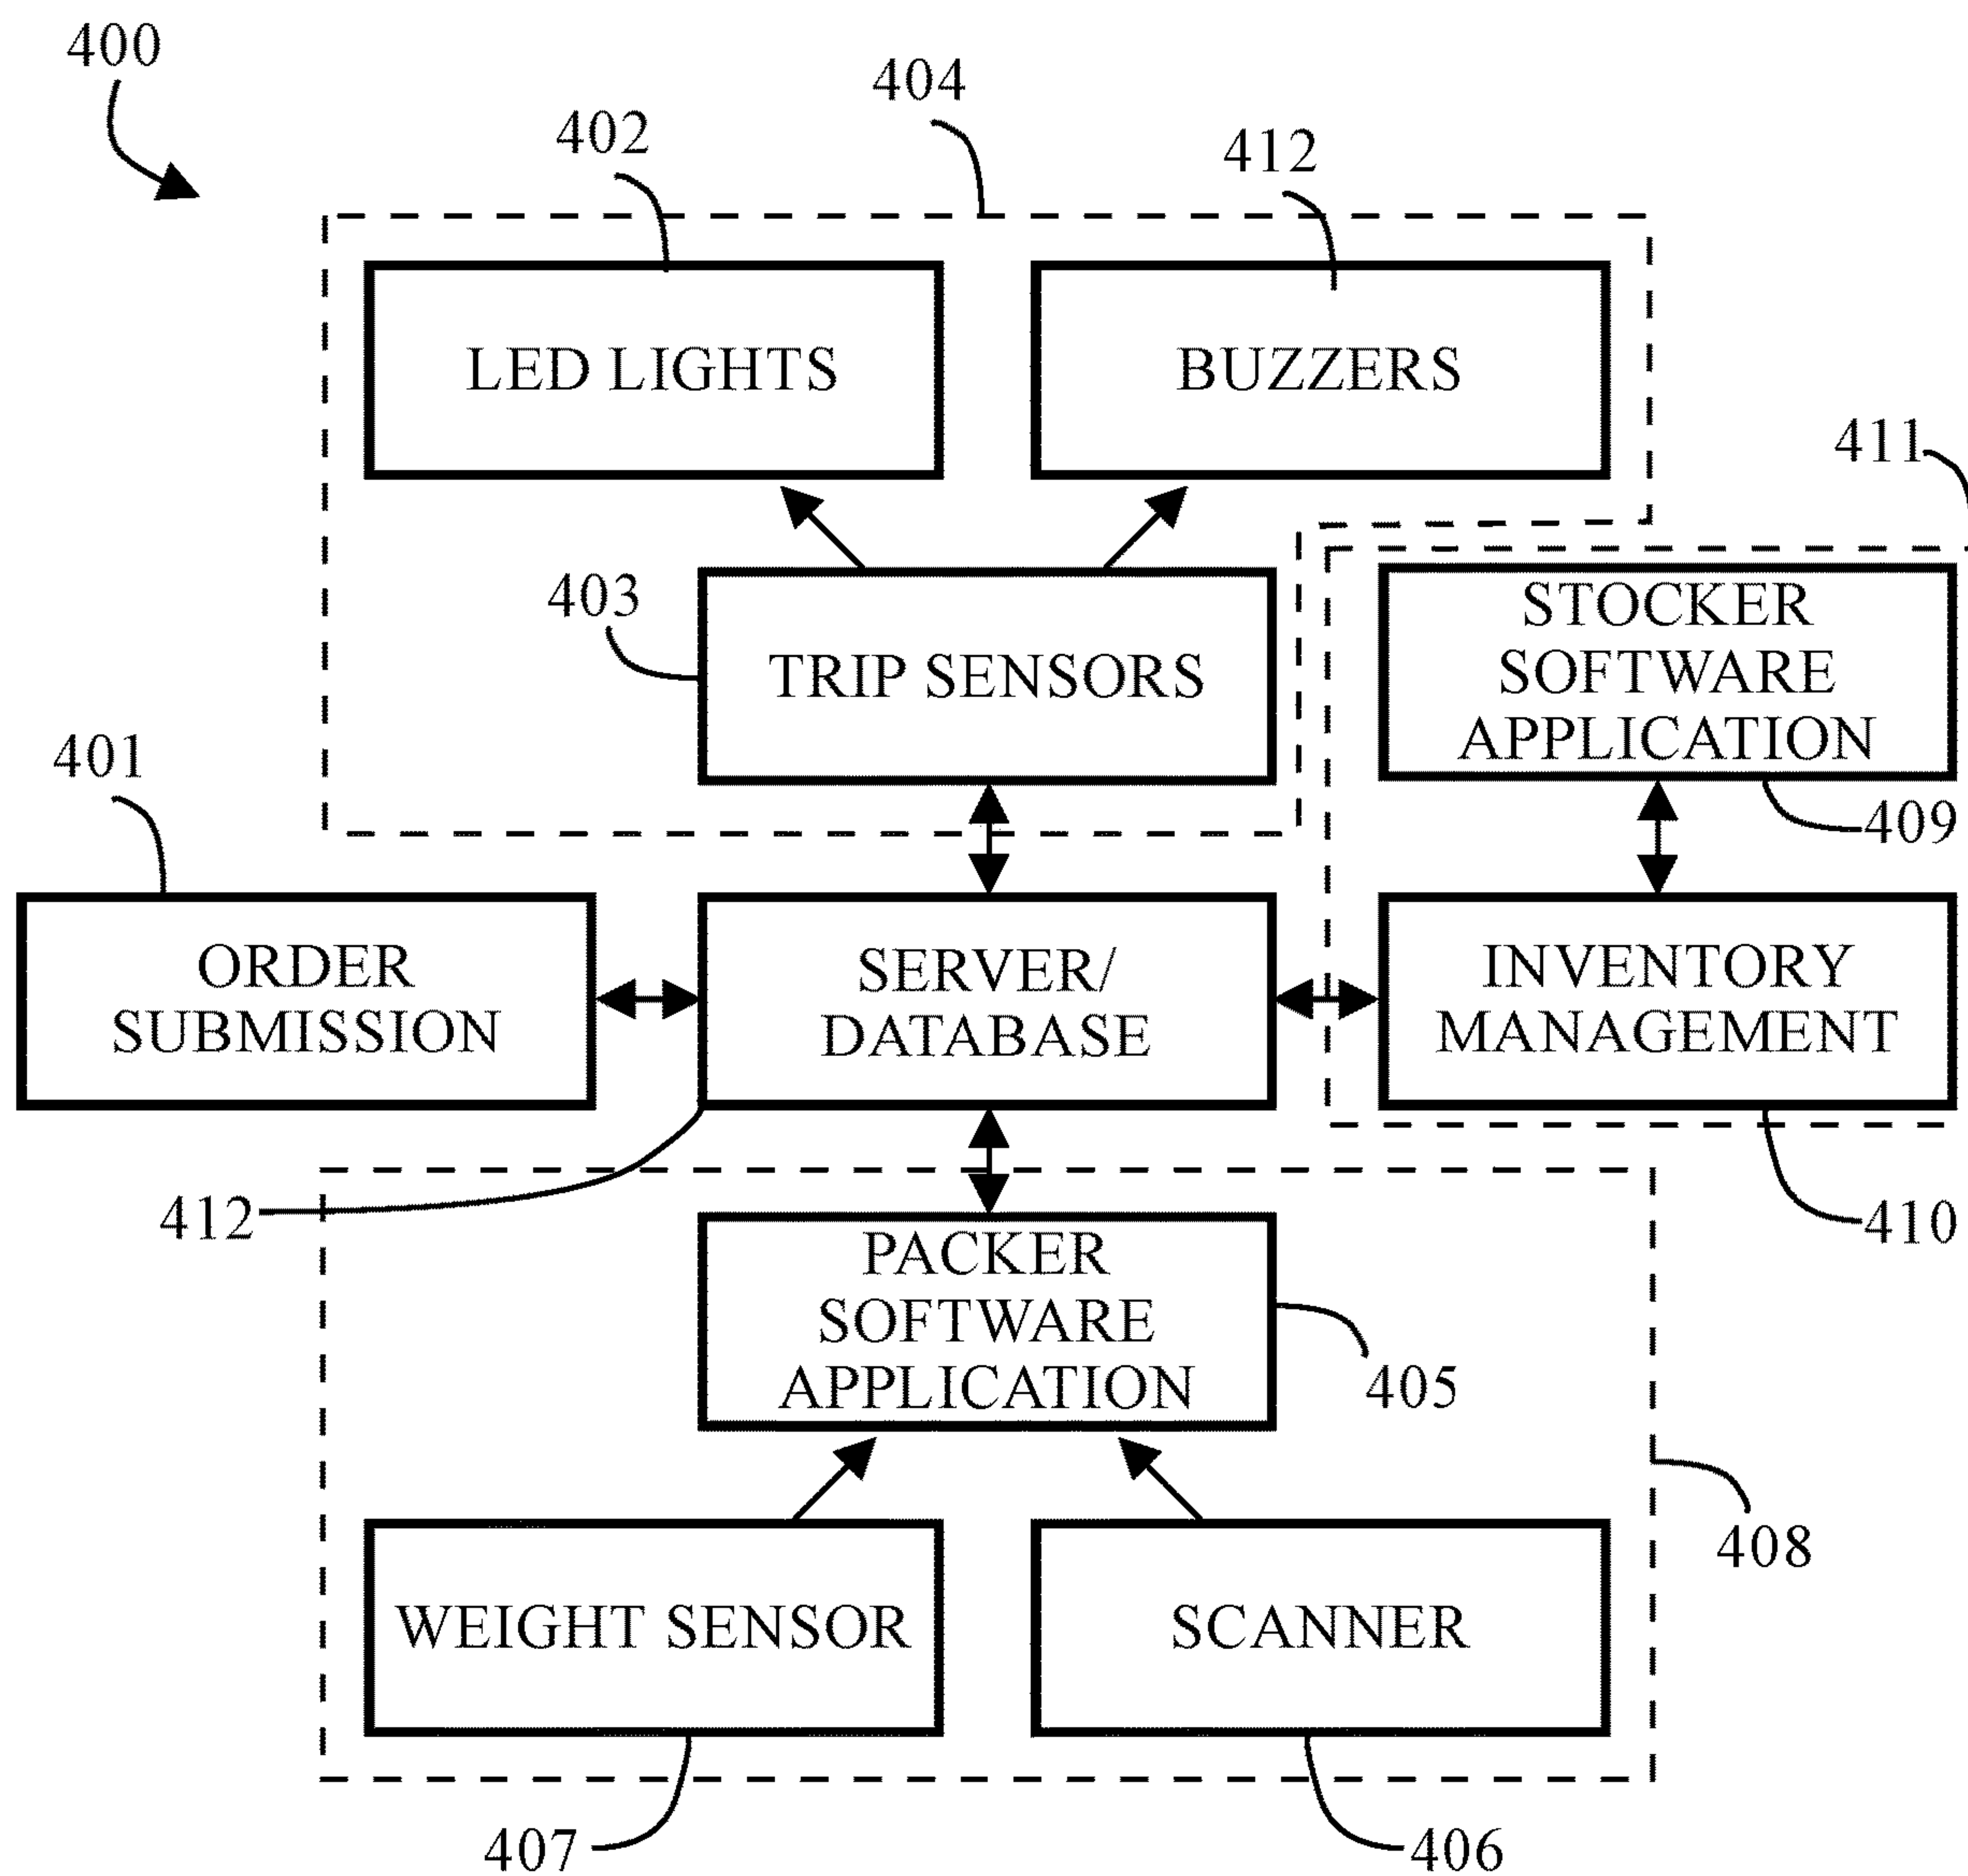 400
404
402
412
LED LIGHTS
BUZZERS
411
403
TRIP SENSORS
STOCKER
SOFTWARE
APPLICATION
401
409
ORDER
SUBMISSION
SERVER/
DATABASE
INVENTORY
MANAGEMENT
412
410
PACKER
SOFTWARE
APPLICATION
405
408
WEIGHT SENSOR
SCANNER
407
406